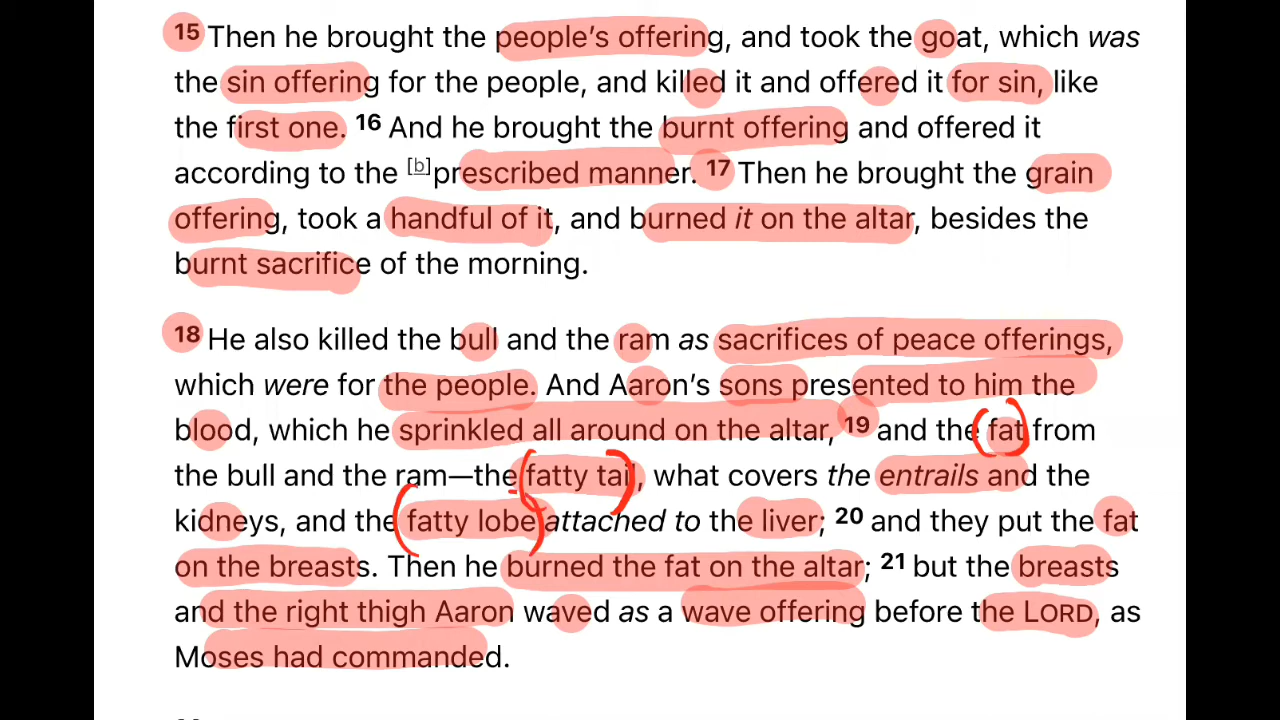 15 Then he brought the people's offering, and took the goat, which was
the sin offering for the people, and killed it and offered it for sin, like
the first one. 16 And he brought the burnt offering and offered it
according to the [b]prescribed manner. 17 Then he brought the grain
offering, took a handful of it, and burned it on the altar, besides the
burnt sacrifice of the morning.
18 He also killed the bull and the ram as sacrifices of peace offerings,
which were for the people. And Aaron's sons presented to him the
blood, which he sprinkled all around on the altar, 19 and the fat from
the bull and the ram—the fatty tail, what covers the entrails and the
kidneys, and the fatty lobe attached to the liver; 20 and they put the fat
on the breasts. Then he burned the fat on the altar; 21 but the breasts
and the right thigh Aaron waved as a wave offering before the LORD, as
Moses had commanded.